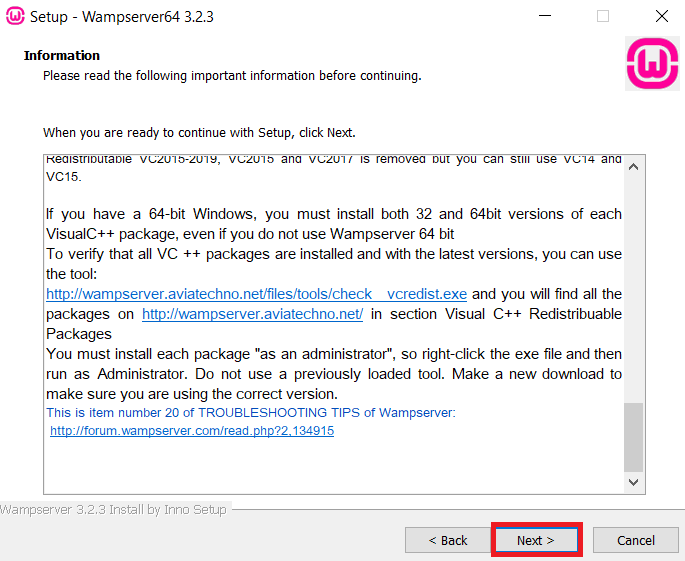 Setup - Wampserver64 3.2.3
Information
Please read the following important information before continuing.
When you are ready to continue with Setup, click Next.
Redistributable VC2015-2019, VC2015 and VC2017 is removed but you can still use VC14 and
VC15.
If you have a 64-bit Windows, you must install both 32 and 64bit versions of each
VisualC++ package, even if you do not use Wampserver 64 bit
To verify that all VC ++ packages are installed and with the latest versions, you can use
the tool:
http://wampserver.aviatechno.net/files/tools/check_vcredist.exe and you will find all the
packages on http://wampserver.aviatechno.net/ in section Visual C++ Redistribuable
Packages
You must install each package "as an administrator", so right-click the exe file and then
run as Administrator. Do not use a previously loaded tool. Make a new download to
make sure you are using the correct version.
This is item number 20 of TROUBLESHOOTING TIPS of Wampserver:
http://forum.wampserver.com/read.php?2,134915
Wampserver 3.2.3 Install by Inno Setup
< Back
Next >
Cancel